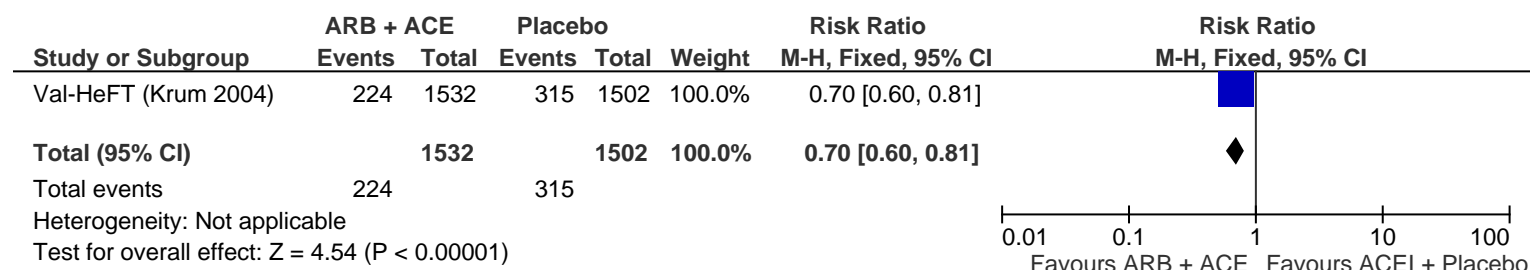 ARB + ACE Placebo Risk Ratio Risk Ratio
Study or Subgroup Events Total Events Total Weight M-H, Fixed, 95% CI M-H, Fixed, 95% CI
Val-HeFT (Krum 2004) 224 1532 315 1502 100.0% 0.70 [0.60, 0.81]
Total (95% CI) 1532 1502 100.0% 0.70 [0.60, 0.81]
Total events 224 315
Heterogeneity: Not applicable
Test for overall effect: Z = 4.54 (P < 0.00001)
0.01 0.1 1 10 100
Favours ARB + ACE Favours ACEI + Placebo